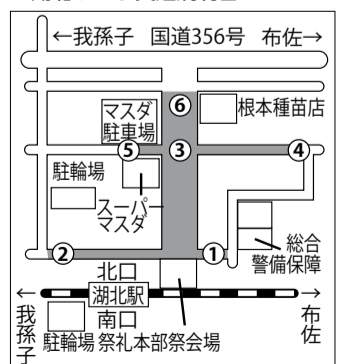 ←我孫子 国道356号 布佐→
⑥
マスダ
駐車場
根本種苗店
⑤
③
④
駐輪場
スーパー
マスダ
②
①
総合
警備保障
北口
←
湖北駅
→
我孫子
南口
布佐
駐輪場
祭礼本部祭会場